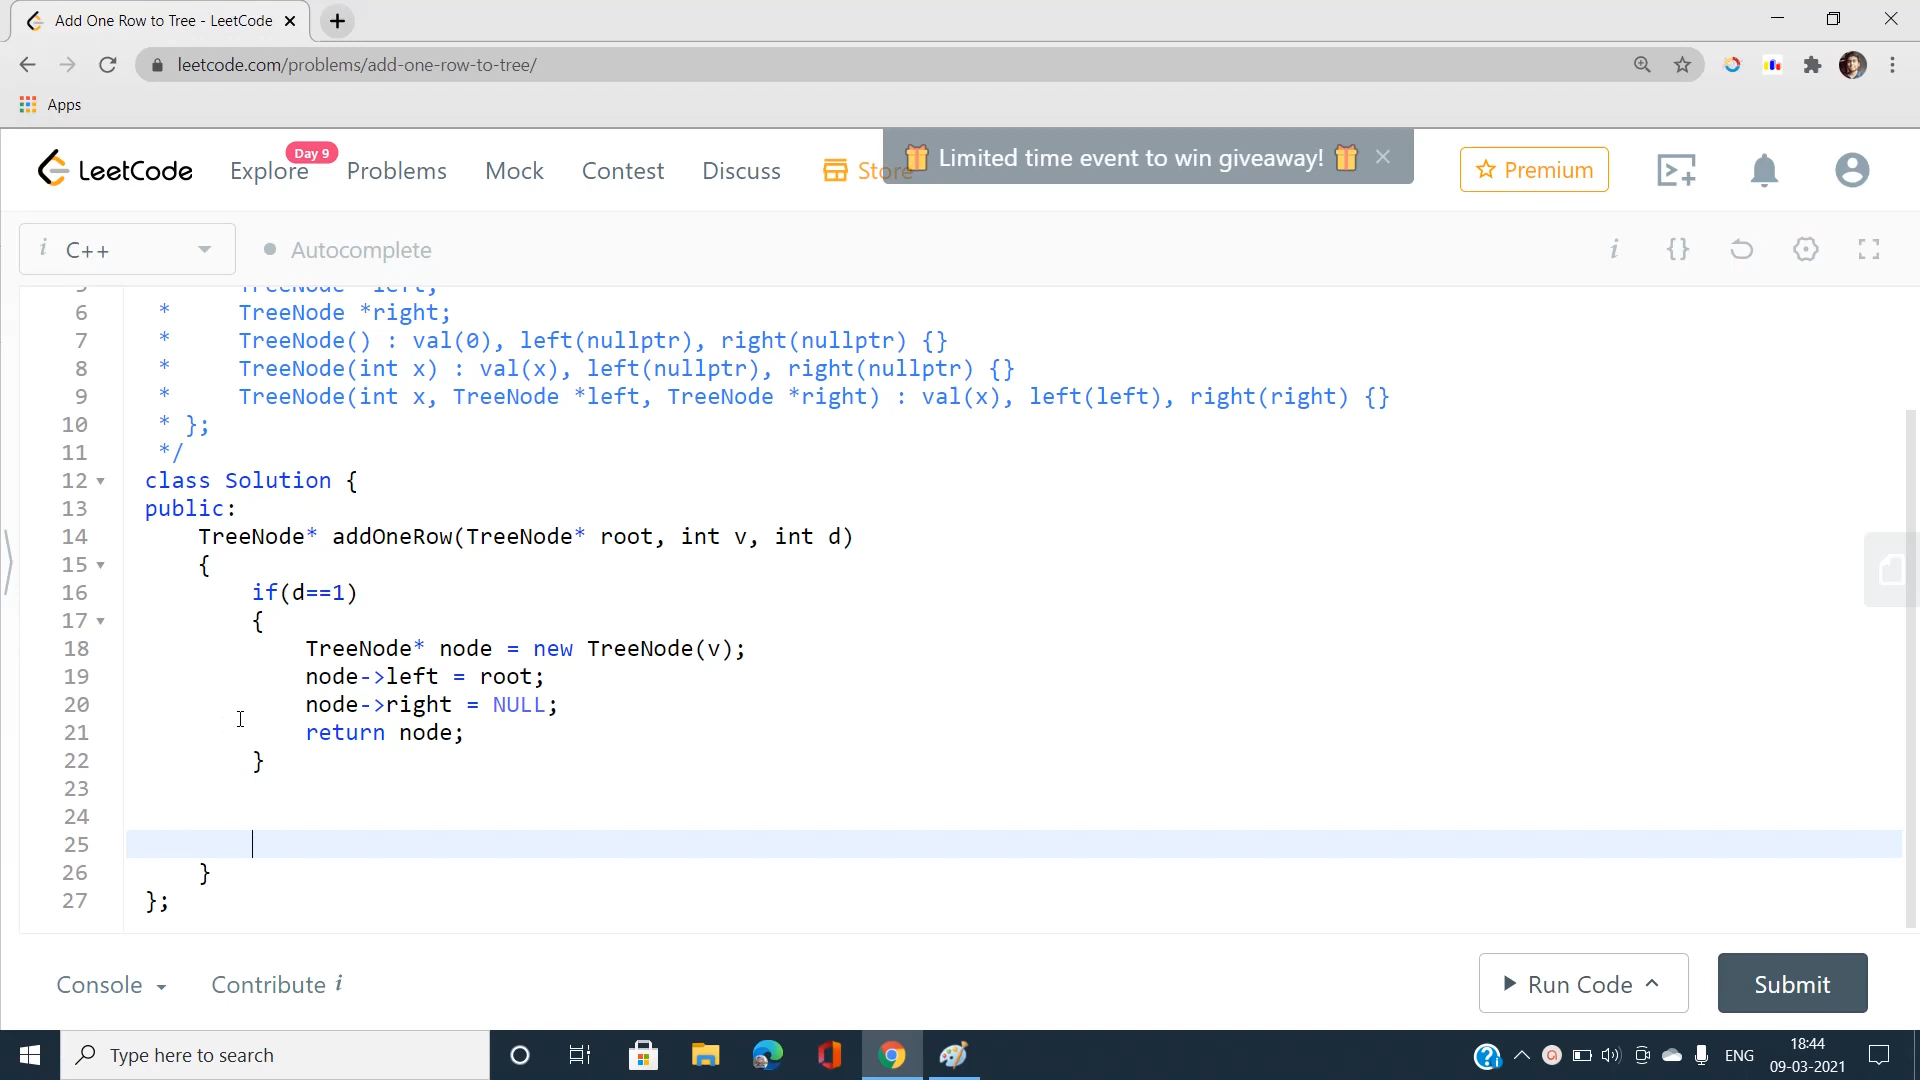 Add One Row to Tree - LeetCode
leetcode.com/problems/add-one-row-to-tree/
Apps
LeetCode
Explore
Day 9
Problems
Mock
Contest
Discuss
Store
Limited time event to win giveaway!
Premium
i C++
Autocomplete
5 TreeNode *left;
6 * TreeNode *right;
7 * TreeNode() : val(0), left(nullptr), right(nullptr) {}
8 * TreeNode(int x) : val(x), left(nullptr), right(nullptr) {}
9 * TreeNode(int x, TreeNode *left, TreeNode *right) : val(x), left(left), right(right) {}
10 * };
11 */
12 class Solution {
13 public:
14 TreeNode* addOneRow(TreeNode* root, int v, int d)
15 {
16 if(d==1)
17 {
18 TreeNode* node = new TreeNode(v);
19 node->left = root;
20 node->right = NULL;
21 return node;
22 }
23
24
25
26 }
27 };
Console
Contribute i
Run Code
Submit
Type here to search
ENG
18:44
09-03-2021